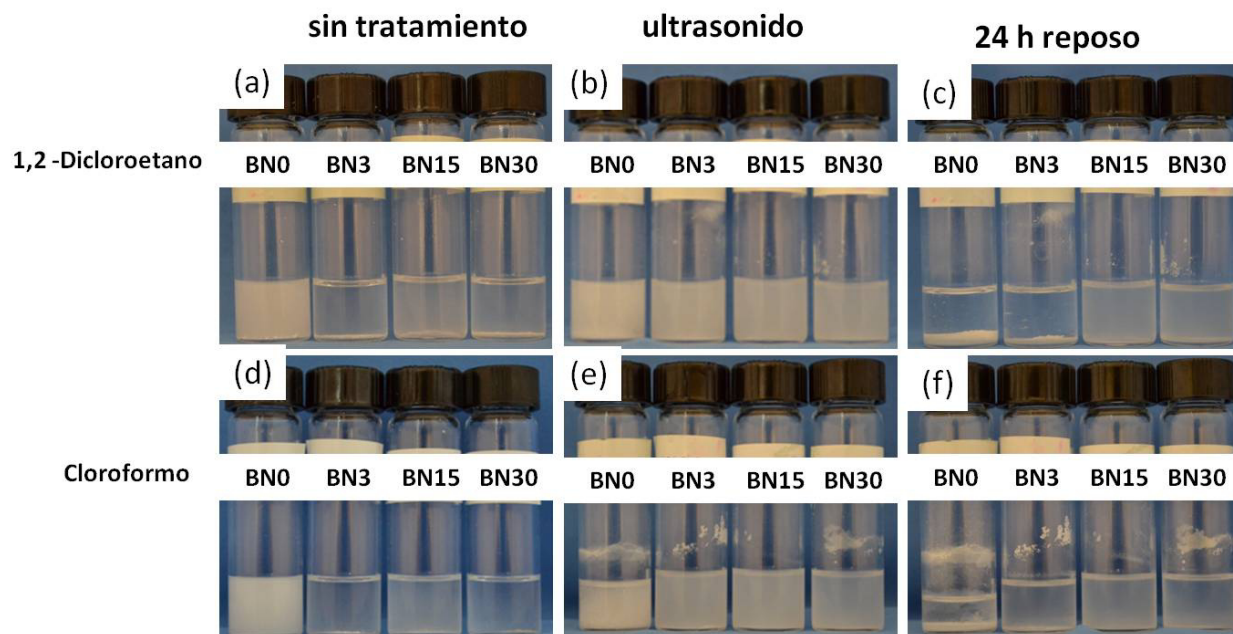 sin tratamiento ultrasonido 24 h reposo
(a) (b) (c)
1,2 -Dicloroetano BN0 BN3 BN15 BN30 BN0 BN3 BN15 BN30 BN0 BN3 BN15 BN30
(d) (e) (f)
Cloroformo BN0 BN3 BN15 BN30 BN0 BN3 BN15 BN30 BN0 BN3 BN15 BN30